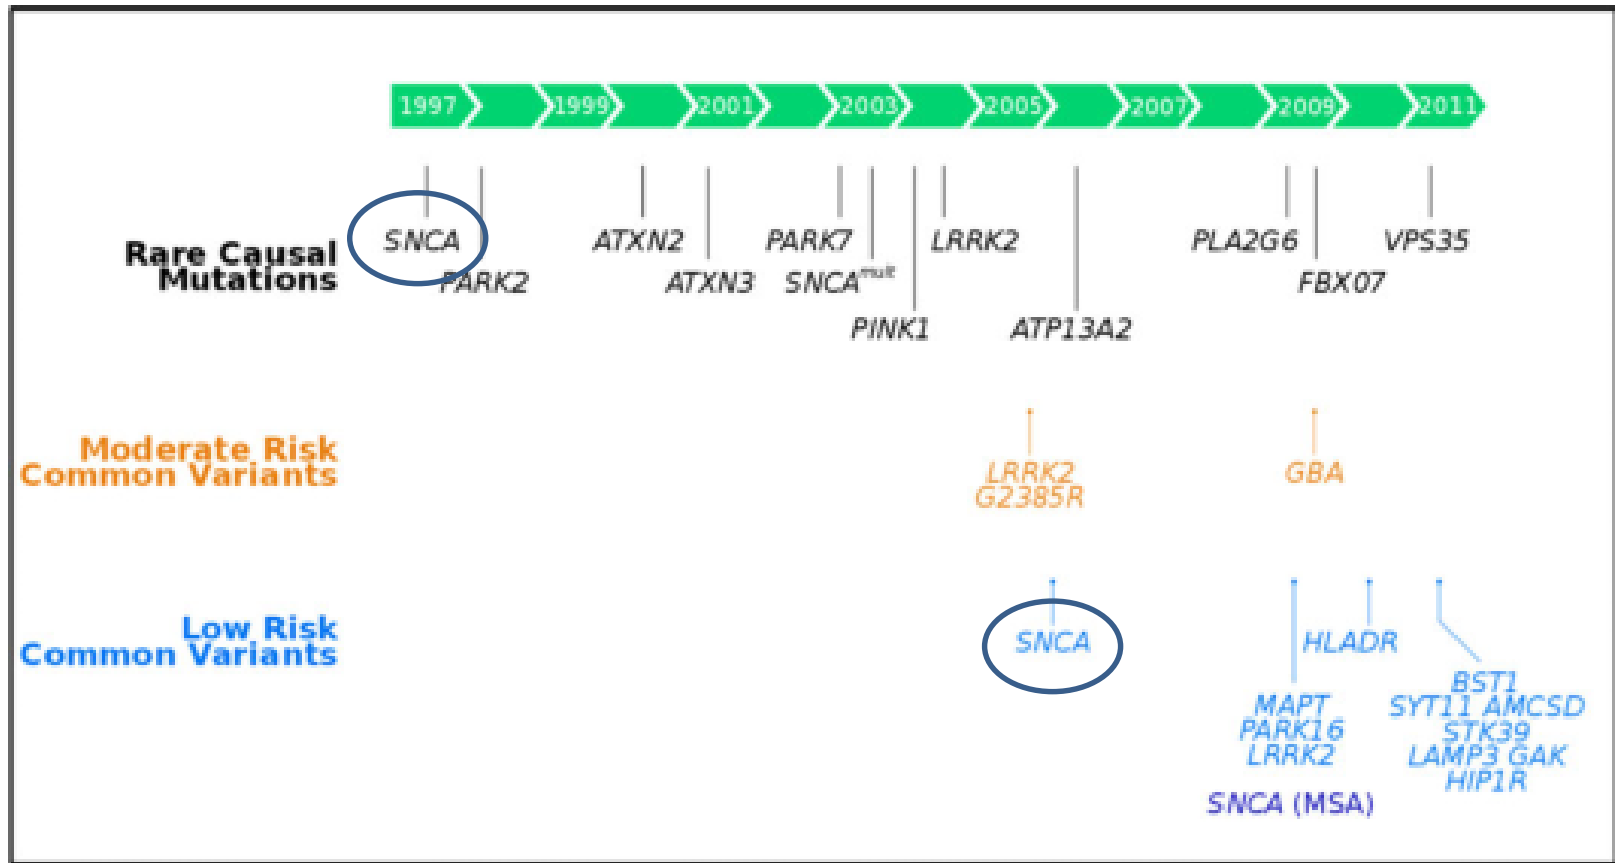 1997 1999 2001 2003 2005 2007 2009 2011
Rare Causal
Mutations
SNCA ATXN2 PARK7 LRRK2 PLA2G6 VPS35
PARK2 ATXN3 SNCAmult FBX07
PINK1 ATP13A2
Moderate Risk
Common Variants
LRRK2 GBA
G2385R
Low Risk
Common Variants
SNCA HLADR
MAPT
PARK16
LRRK2
BST1
SYT11 AMCSD
STK39
LAMP3 GAK
HIP1R
SNCA (MSA)